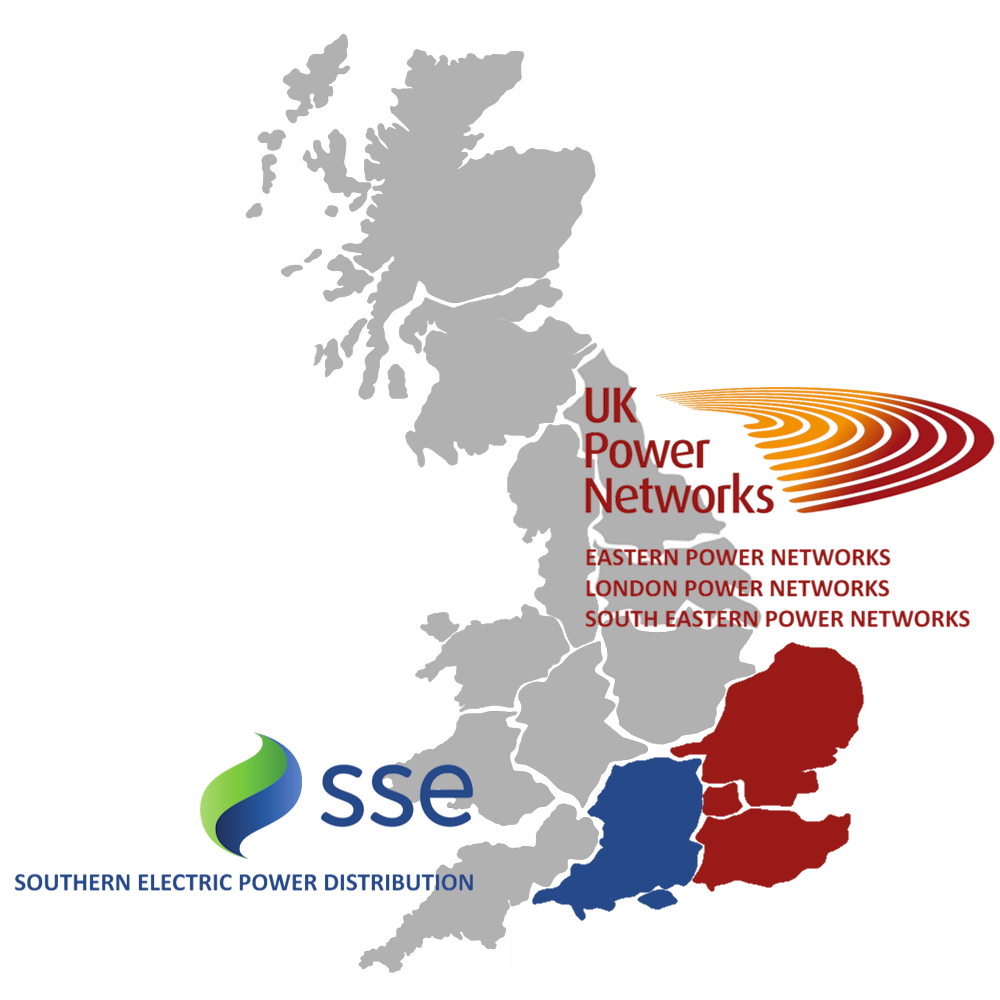 UK
Power
Networks
EASTERN POWER NETWORKS
LONDON POWER NETWORKS
SOUTH EASTERN POWER NETWORKS
sse
SOUTHERN ELECTRIC POWER DISTRIBUTION